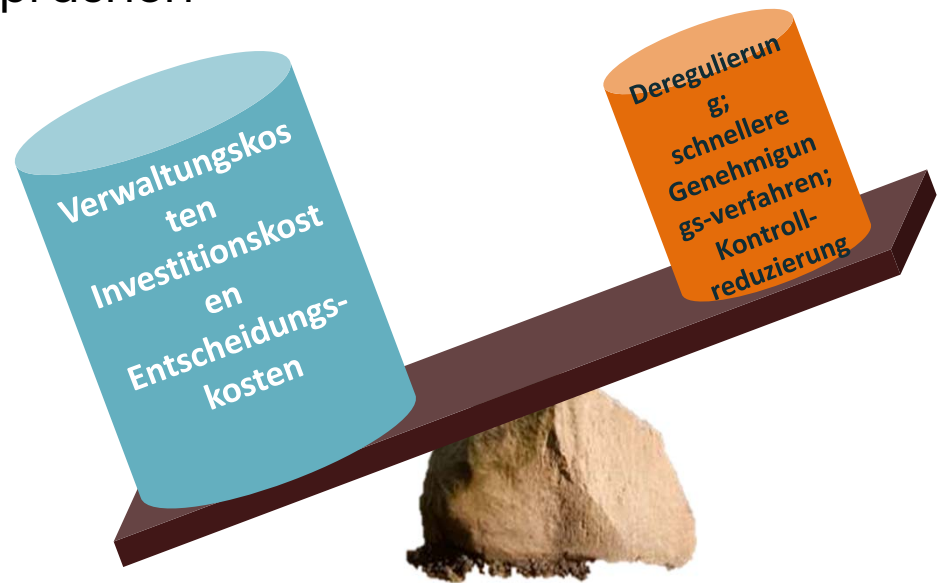 Verwaltungskos
ten
Investitionskost
en
Entscheidungs-
kosten
Deregulierun
g;
schnellere
Genehmigun
gs-verfahren;
Kontroll-
reduzierung